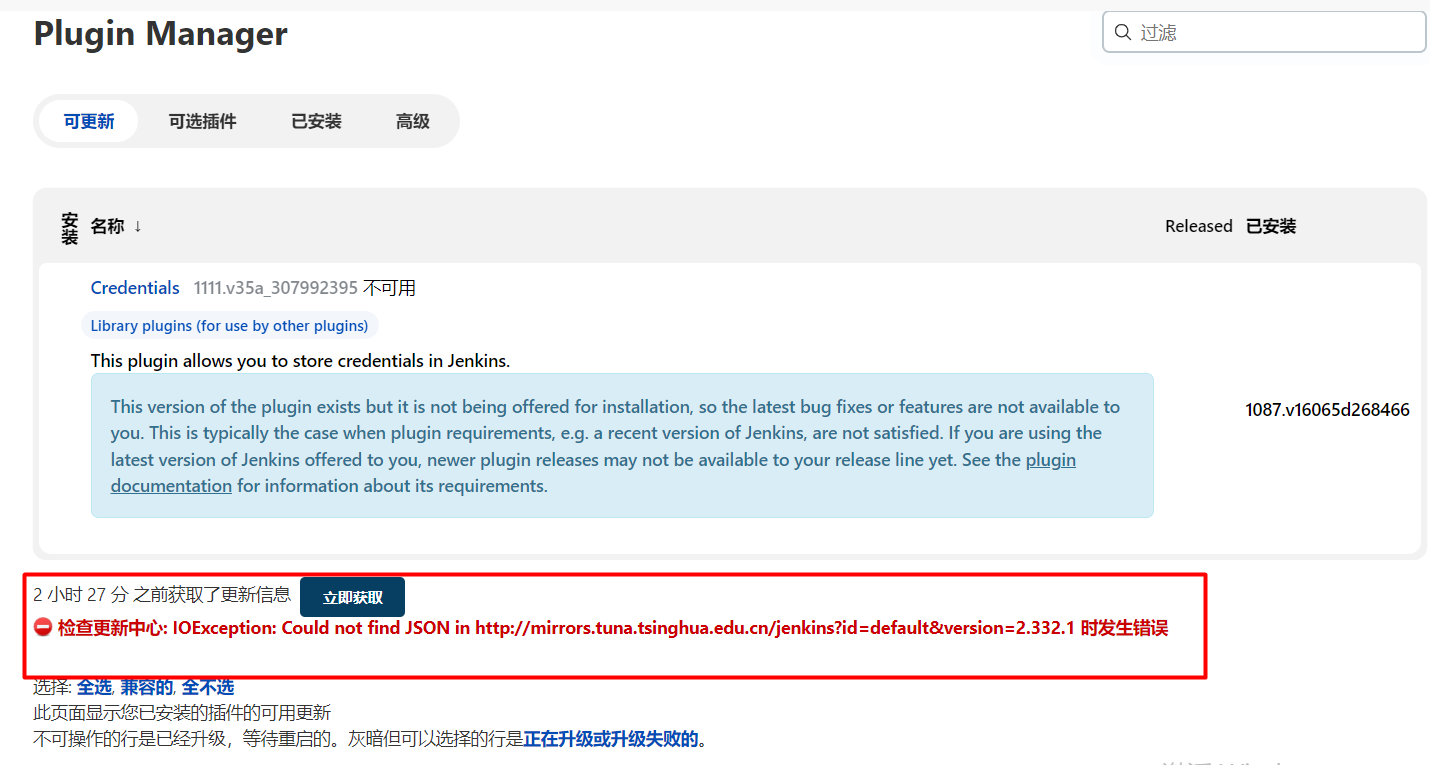 Plugin Manager
过滤
可更新 可选插件 已安装 高级
安装 名称 ↓ Released 已安装
Credentials 1111.v35a_307992395 不可用
Library plugins (for use by other plugins)
This plugin allows you to store credentials in Jenkins.
This version of the plugin exists but it is not being offered for installation, so the latest bug fixes or features are not available to
you. This is typically the case when plugin requirements, e.g. a recent version of Jenkins, are not satisfied. If you are using the
latest version of Jenkins offered to you, newer plugin releases may not be available to your release line yet. See the plugin
documentation for information about its requirements.
1087.v16065d268466
2 小时 27 分 之前获取了更新信息 立即获取
检查更新中心: IOException: Could not find JSON in http://mirrors.tuna.tsinghua.edu.cn/jenkins?id=default&version=2.332.1 时发生错误
选择: 全选, 兼容的, 全不选
此页面显示您已安装的插件的可用更新
不可操作的行是已经升级，等待重启的。灰暗但可以选择的行是正在升级或升级失败的。